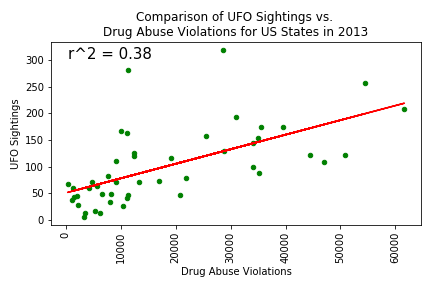 Comparison of UFO Sightings vs.
Drug Abuse Violations for US States in 2013
r^2 = 0.38
300
250
200
150
100
50
0
UFO Sightings
0
10000
20000
30000
40000
50000
60000
Drug Abuse Violations